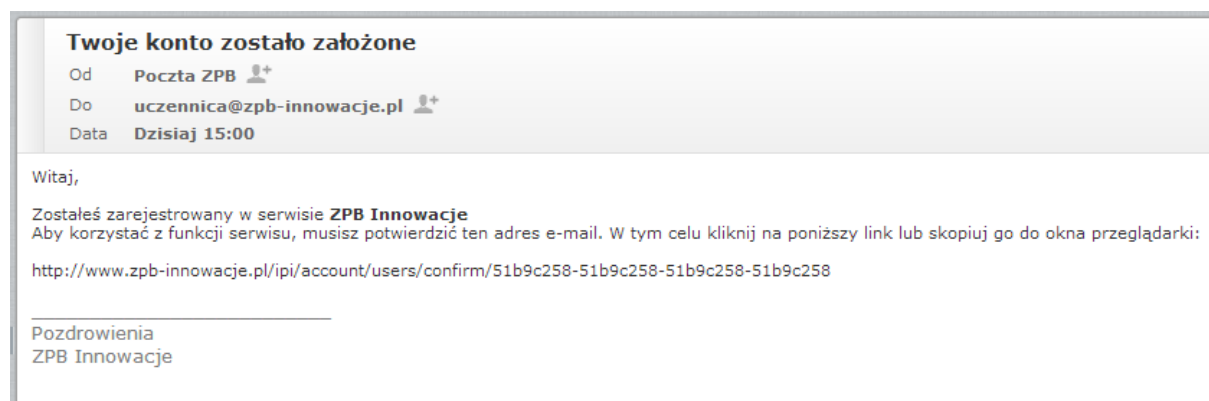 Twoje konto zostało założone
Od Poczta ZPB
Do uczennica@zpb-innowacje.pl
Data Dzisiaj 15:00
Witaj,
Zostałeś zarejestrowany w serwisie ZPB Innowacje
Aby korzystać z funkcji serwisu, musisz potwierdzić ten adres e-mail. W tym celu kliknij na poniższy link lub skopiuj go do okna przeglądarki:
http://www.zpb-innowacje.pl/ipi/account/users/confirm/51b9c258-51b9c258-51b9c258-51b9c258
Pozdrowienia
ZPB Innowacje